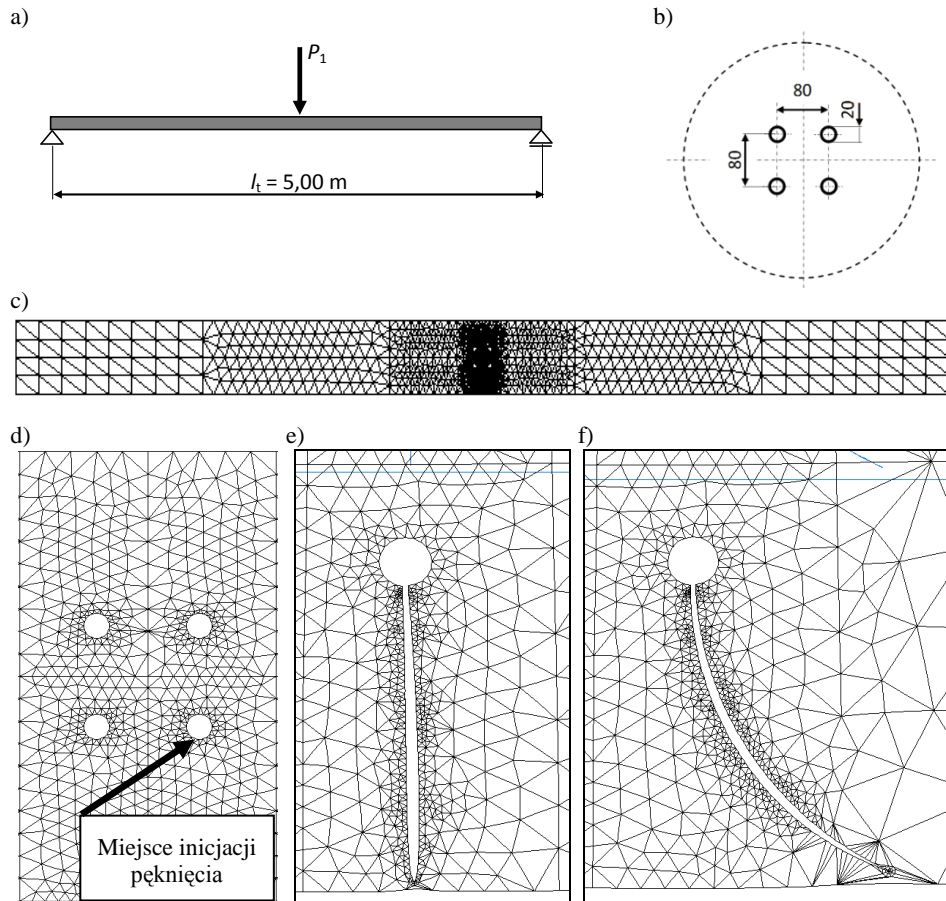 a)
b)
P1
80
20
80
lt = 5,00 m
c)
d)
e)
f)
Miejsce inicjacji
pęknięcia